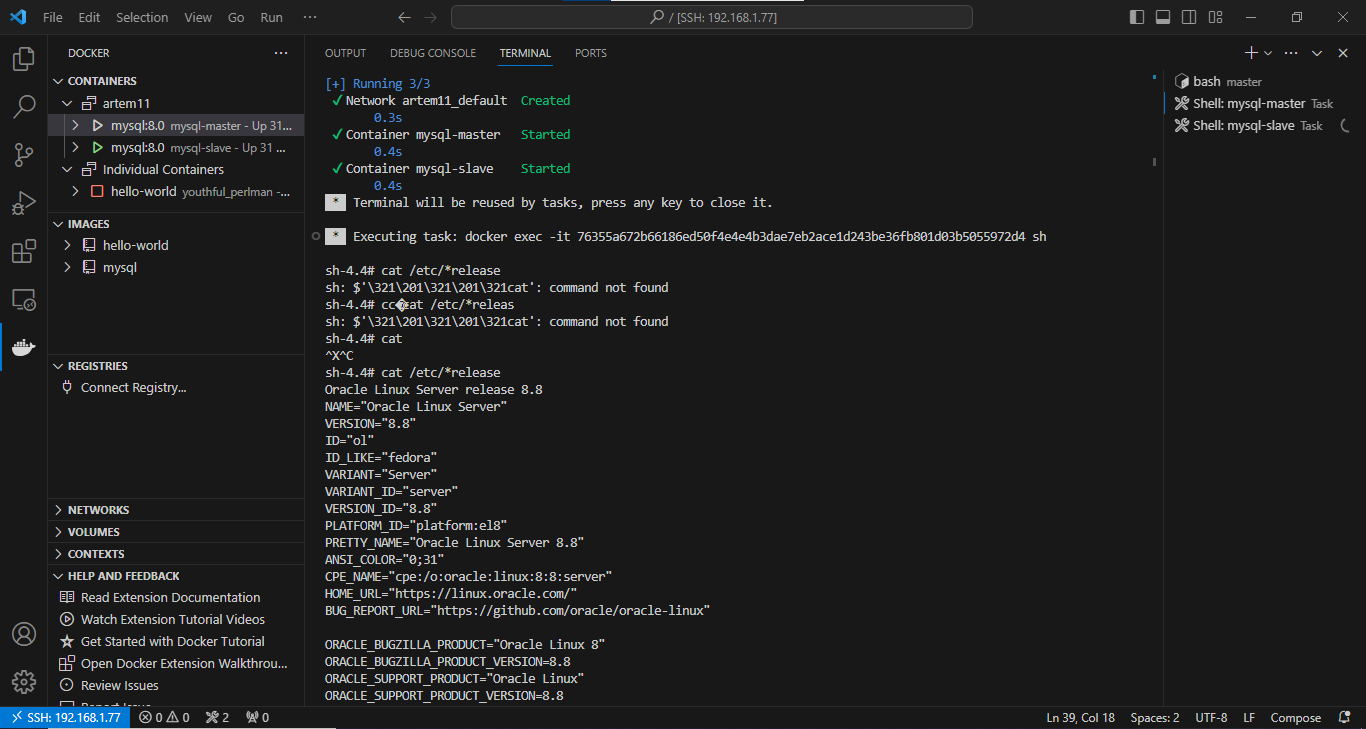 File Edit Selection View Go Run ···
/ [SSH: 192.168.1.77]
DOCKER
CONTAINERS
artem11
mysql:8.0 mysql-master - Up 31...
mysql:8.0 mysql-slave - Up 31 ...
Individual Containers
hello-world youthful_perlman -...
IMAGES
hello-world
mysql
REGISTRIES
Connect Registry...
NETWORKS
VOLUMES
CONTEXTS
HELP AND FEEDBACK
Read Extension Documentation
Watch Extension Tutorial Videos
Get Started with Docker Tutorial
Open Docker Extension Walkthrou...
Review Issues
Report Issue
OUTPUT DEBUG CONSOLE TERMINAL PORTS
[+] Running 3/3
✓Network artem11_default Created
0.3s
✓Container mysql-master Started
0.4s
✓Container mysql-slave Started
0.4s
* Terminal will be reused by tasks, press any key to close it.
* Executing task: docker exec -it 76355a672b66186ed50f4e4e4b3dae7eb2ace1d243be36fb801d03b5055972d4 sh
sh-4.4# cat /etc/*release
sh: $'\321\201\321\201\321cat': command not found
sh-4.4# cc�cat /etc/*releas
sh: $'\321\201\321\201\321cat': command not found
sh-4.4# cat
^X^C
sh-4.4# cat /etc/*release
Oracle Linux Server release 8.8
NAME="Oracle Linux Server"
VERSION="8.8"
ID="ol"
ID_LIKE="fedora"
VARIANT="Server"
VARIANT_ID="server"
VERSION_ID="8.8"
PLATFORM_ID="platform:el8"
PRETTY_NAME="Oracle Linux Server 8.8"
ANSI_COLOR="0;31"
CPE_NAME="cpe:/o:oracle:linux:8:8:server"
HOME_URL="https://linux.oracle.com/"
BUG_REPORT_URL="https://github.com/oracle/oracle-linux"
ORACLE_BUGZILLA_PRODUCT="Oracle Linux 8"
ORACLE_BUGZILLA_PRODUCT_VERSION=8.8
ORACLE_SUPPORT_PRODUCT="Oracle Linux"
ORACLE_SUPPORT_PRODUCT_VERSION=8.8
bash master
Shell: mysql-master Task
Shell: mysql-slave Task
SSH: 192.168.1.77 0 0 2 0 Ln 39, Col 18 Spaces: 2 UTF-8 LF Compose